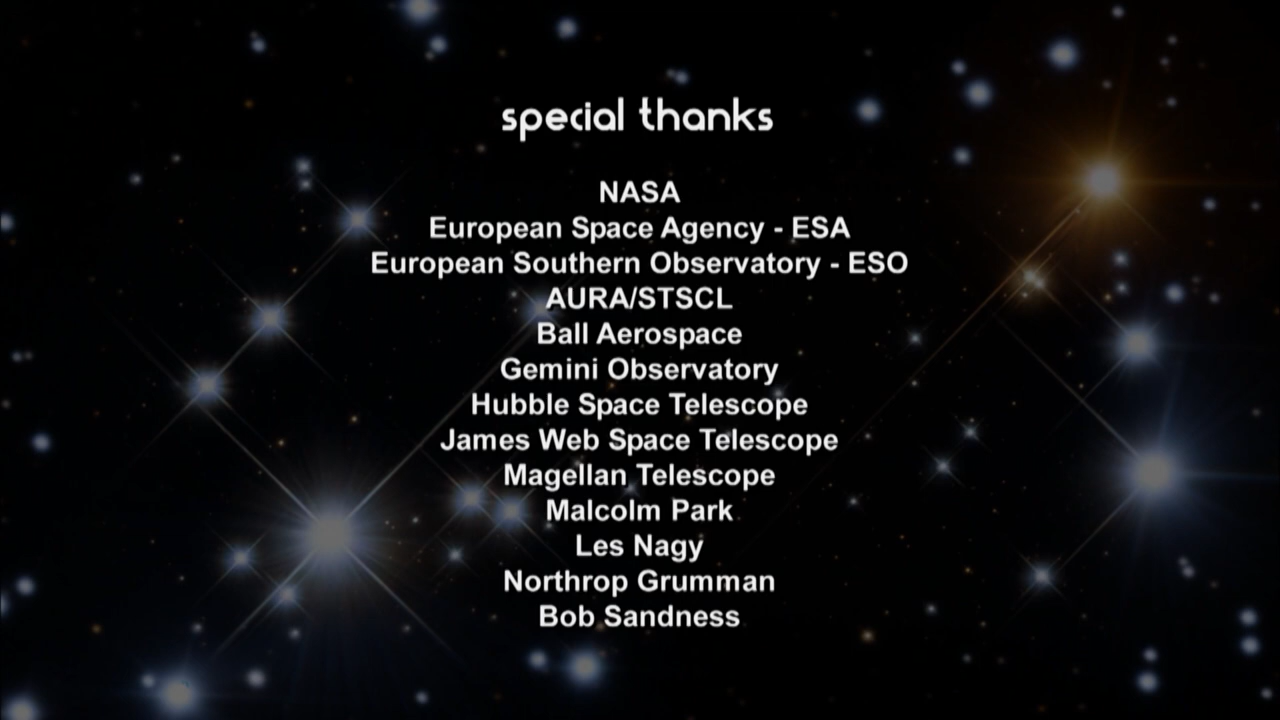 special thanks
NASA
European Space Agency - ESA
European Southern Observatory - ESO
AURA/STSCL
Ball Aerospace
Gemini Observatory
Hubble Space Telescope
James Web Space Telescope
Magellan Telescope
Malcolm Park
Les Nagy
Northrop Grumman
Bob Sandness